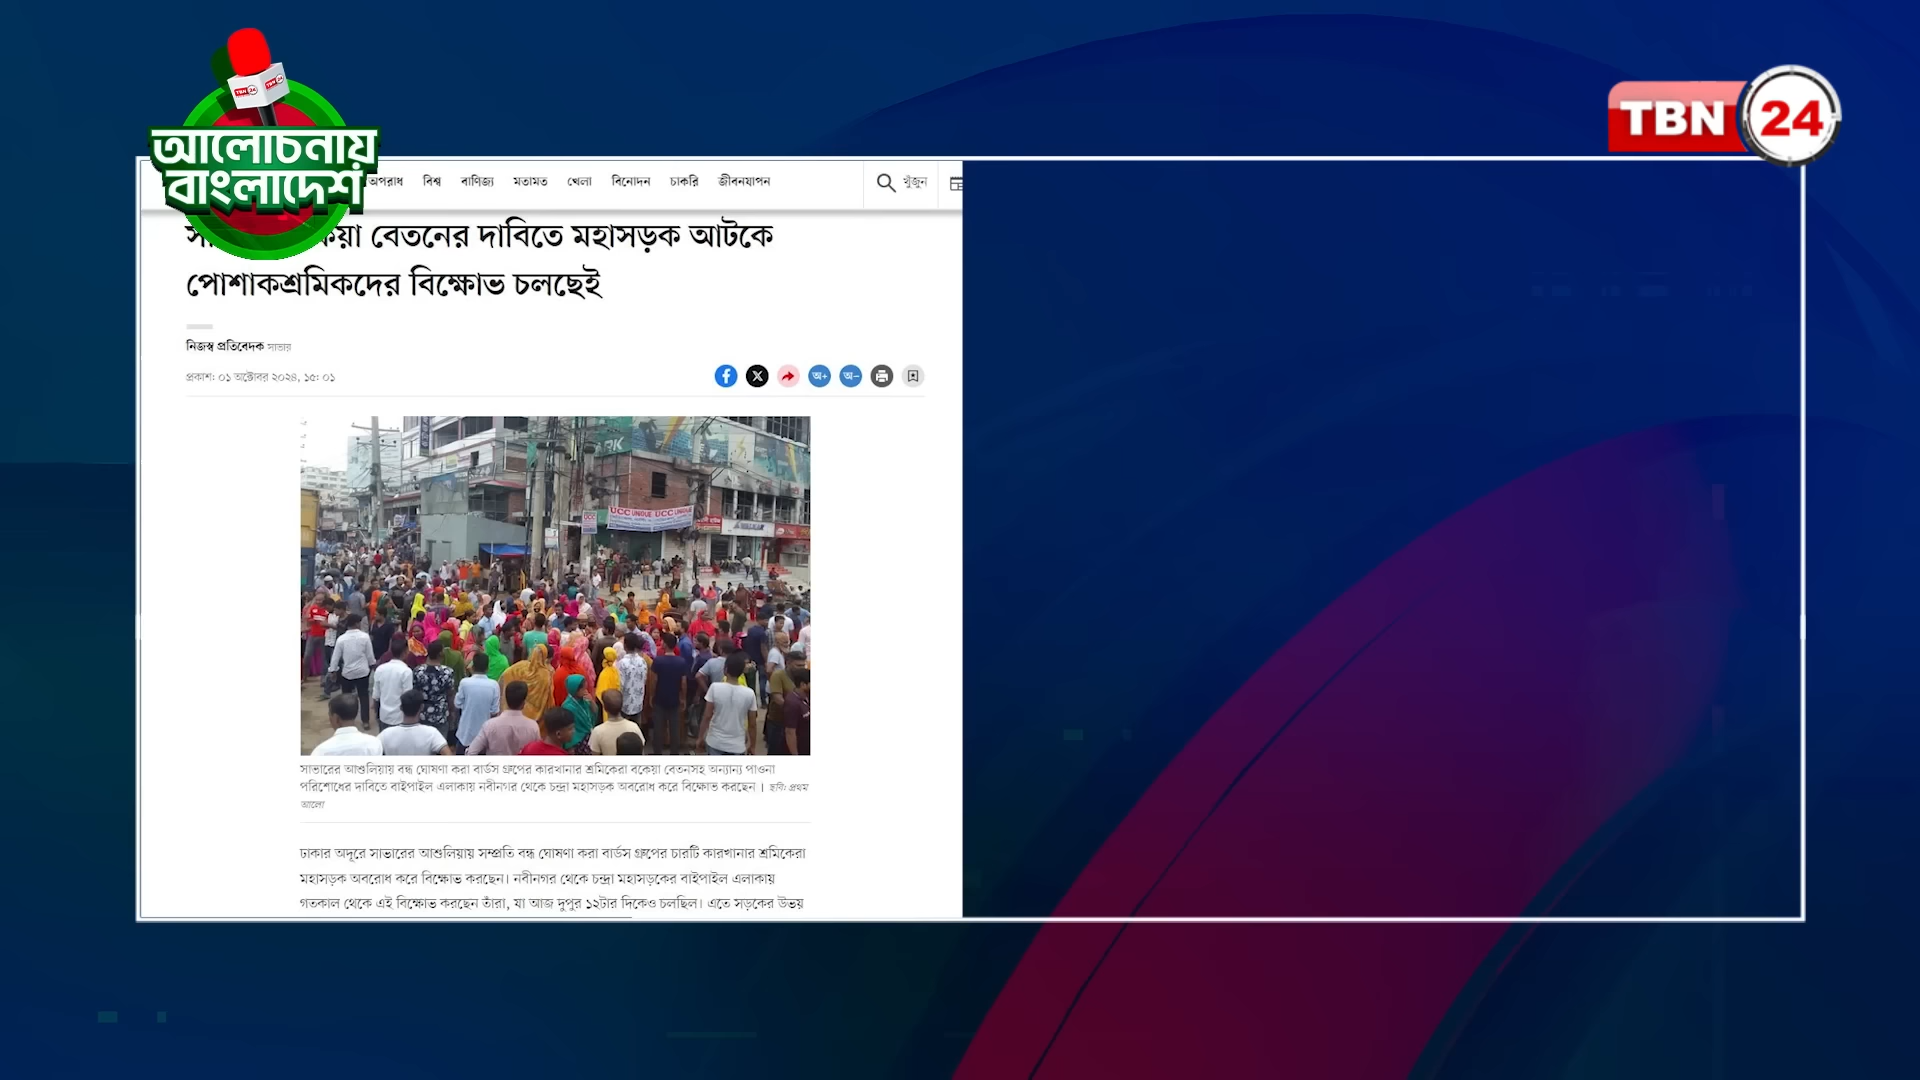 TBN 24
আলোচনায়
বাংলাদেশ
অপরাধ বিশ্ব বাণিজ্য মতামত খেলা বিনোদন চাকরি জীবনযাপন খুঁজুন
বেতনের দাবিতে মহাসড়ক আটকে
পোশাকশ্রমিকদের বিক্ষোভ চলছেই
নিজস্ব প্রতিবেদক সাভার
প্রকাশ: ০১ অক্টোবর ২০২৪, ১৫: ০১
অ+ অ-
UCC UNIQUE UCC UNIQUE
সাভারের আশুলিয়ায় বন্ধ ঘোষণা করা বার্ডস গ্রুপের কারখানার শ্রমিকেরা বকেয়া বেতনসহ অন্যান্য পাওনা
পরিশোধের দাবিতে বাইপাইল এলাকায় নবীনগর থেকে চন্দ্রা মহাসড়ক অবরোধ করে বিক্ষোভ করছেন । ছবি: প্রথম
আলো
ঢাকার অদূরে সাভারের আশুলিয়ায় সম্প্রতি বন্ধ ঘোষণা করা বার্ডস গ্রুপের চারটি কারখানার শ্রমিকেরা
মহাসড়ক অবরোধ করে বিক্ষোভ করছেন। নবীনগর থেকে চন্দ্রা মহাসড়কের বাইপাইল এলাকায়
গতকাল থেকে এই বিক্ষোভ করছেন তাঁরা, যা আজ দুপুর ১২টার দিকেও চলছিল। এতে সড়কের উভয়